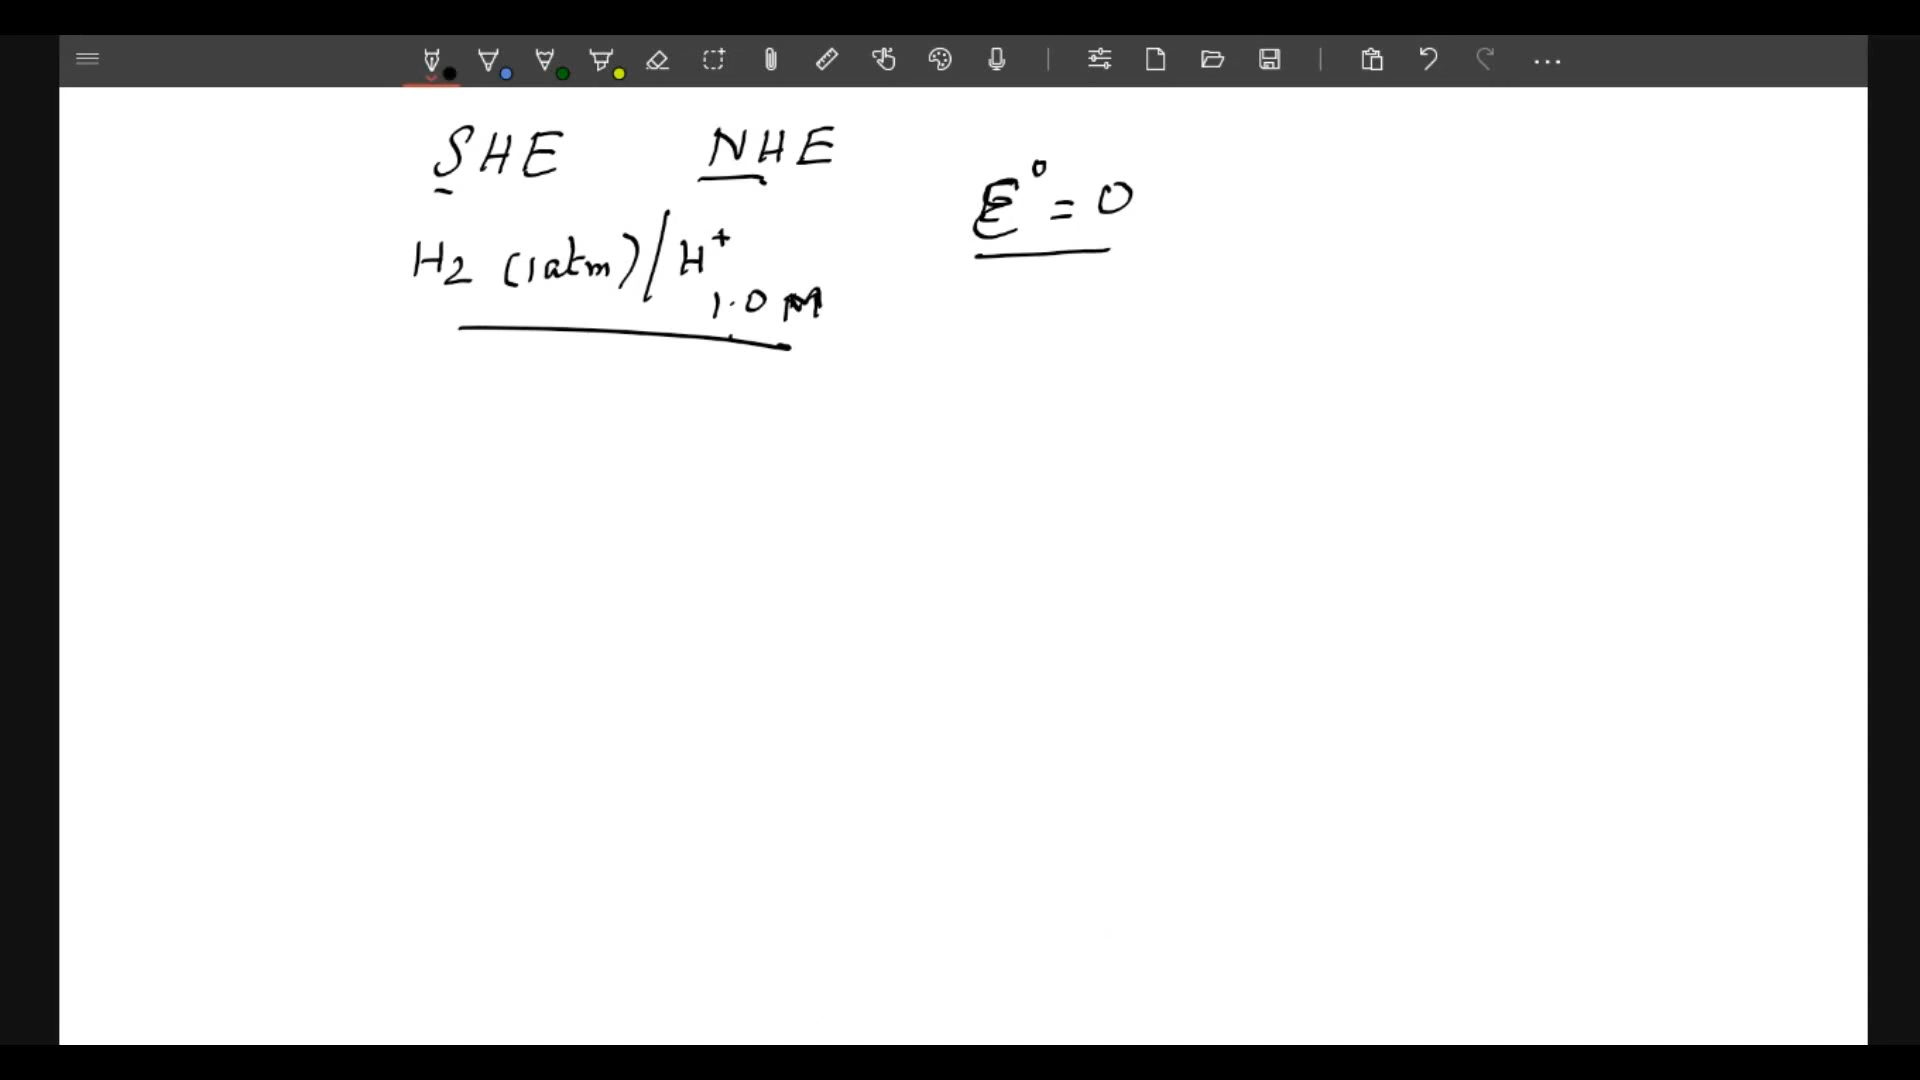 SHE NHE
E° = 0
H2 (1atm) / H+
1.0 M